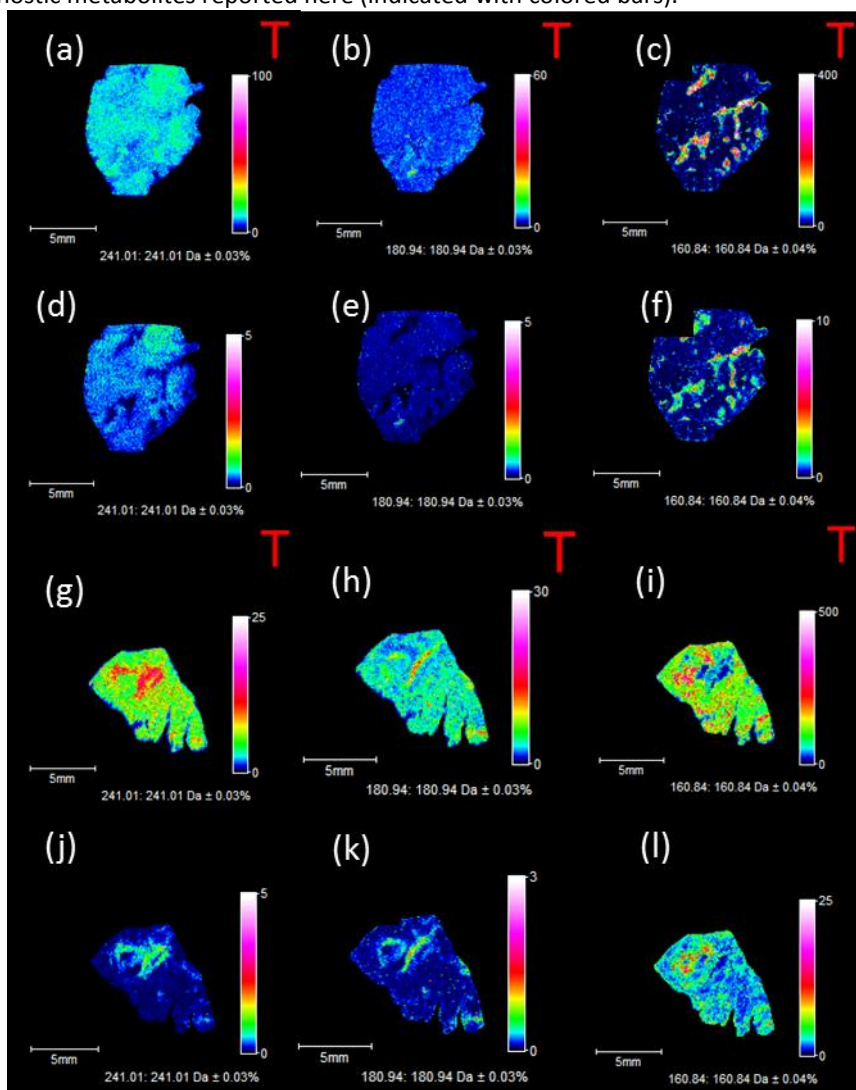 nostic metabolites reported here (indicated with colored bars).
(a) T (b) T (c) T
100 60 400
0 0 0
5mm 5mm 5mm
241.01: 241.01 Da ± 0.03% 180.94: 180.94 Da ± 0.03% 160.84: 160.84 Da ± 0.04%
(d) (e) (f)
5 5 10
0 0 0
5mm 5mm 5mm
241.01: 241.01 Da ± 0.03% 180.94: 180.94 Da ± 0.03% 160.84: 160.84 Da ± 0.04%
T T T
(g) (h) (i)
25 30 500
0 0 0
5mm 5mm 5mm
241.01: 241.01 Da ± 0.03% 180.94: 180.94 Da ± 0.03% 160.84: 160.84 Da ± 0.04%
(j) (k) (l)
5 3 25
0 0 0
5mm 5mm 5mm
241.01: 241.01 Da ± 0.03% 180.94: 180.94 Da ± 0.03% 160.84: 160.84 Da ± 0.04%